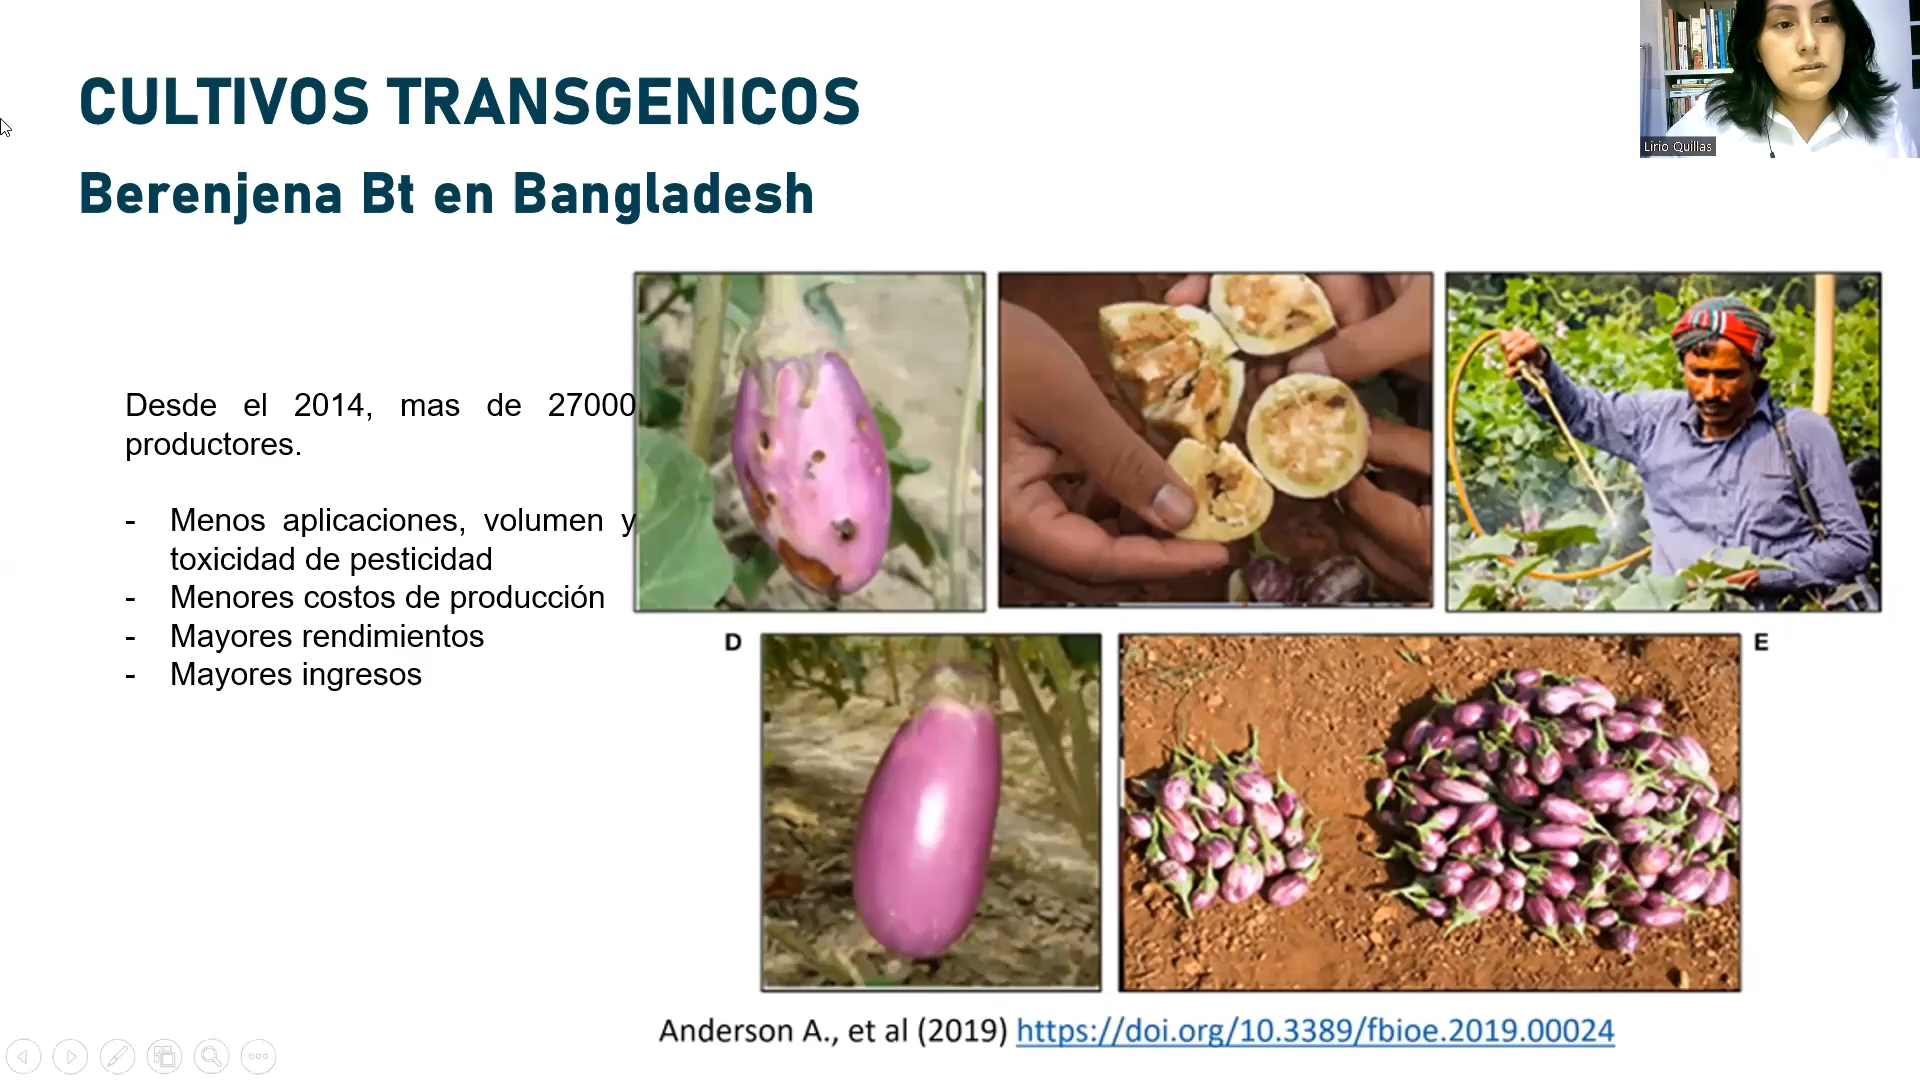 CULTIVOS TRANSGENICOS
Berenjena Bt en Bangladesh
Lirio Quillas
Desde el 2014, mas de 27000
productores.
- Menos aplicaciones, volumen y
toxicidad de pesticidad
- Menores costos de producción
- Mayores rendimientos
- Mayores ingresos
D
E
Anderson A., et al (2019) https://doi.org/10.3389/fbioe.2019.00024